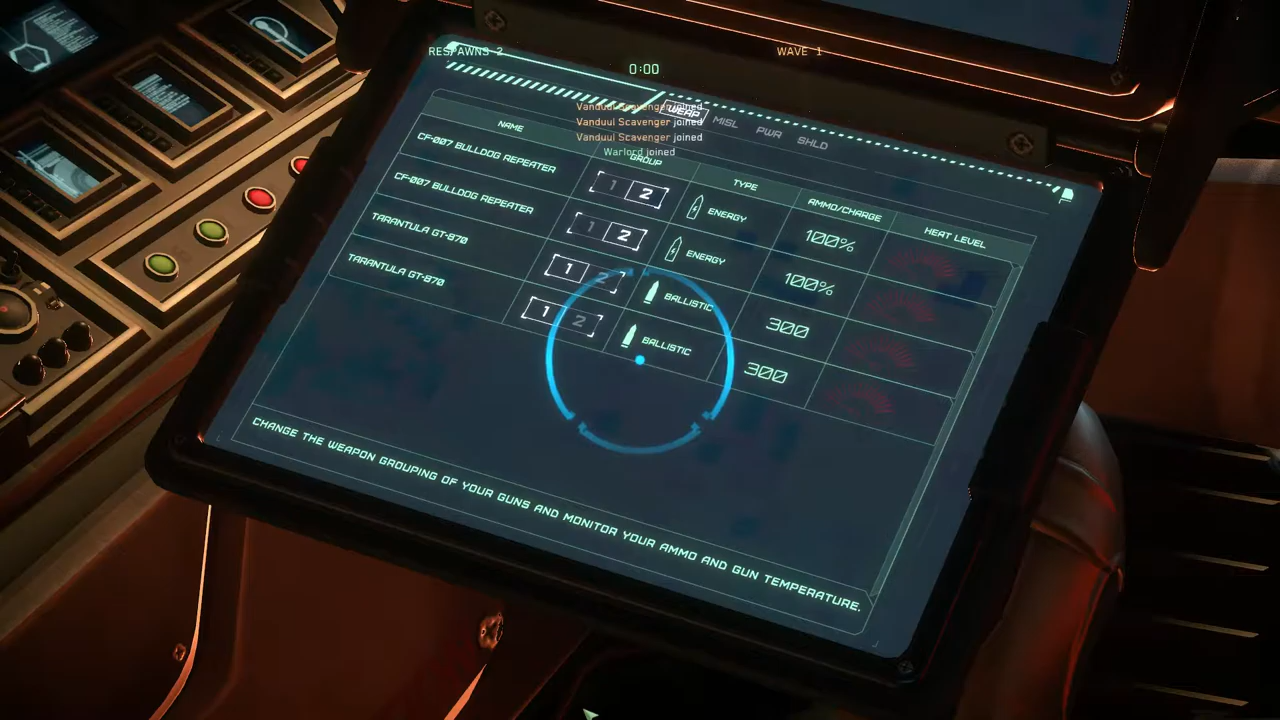 RESPAWNS 2
WAVE 1
0:00
Vanduul Scavenger joined
Vanduul Scavenger joined
Vanduul Scavenger joined
Warlord joined
WEAP MISL PWR SHLD
NAME GROUP TYPE AMMO/CHARGE HEAT LEVEL
CF-007 BULLDOG REPEATER 1 2 ENERGY 100%
CF-007 BULLDOG REPEATER 1 2 ENERGY 100%
TARANTULA GT-870 1 2 BALLISTIC 300
TARANTULA GT-870 1 2 BALLISTIC 300
CHANGE THE WEAPON GROUPING OF YOUR GUNS AND MONITOR YOUR AMMO AND GUN TEMPERATURE.